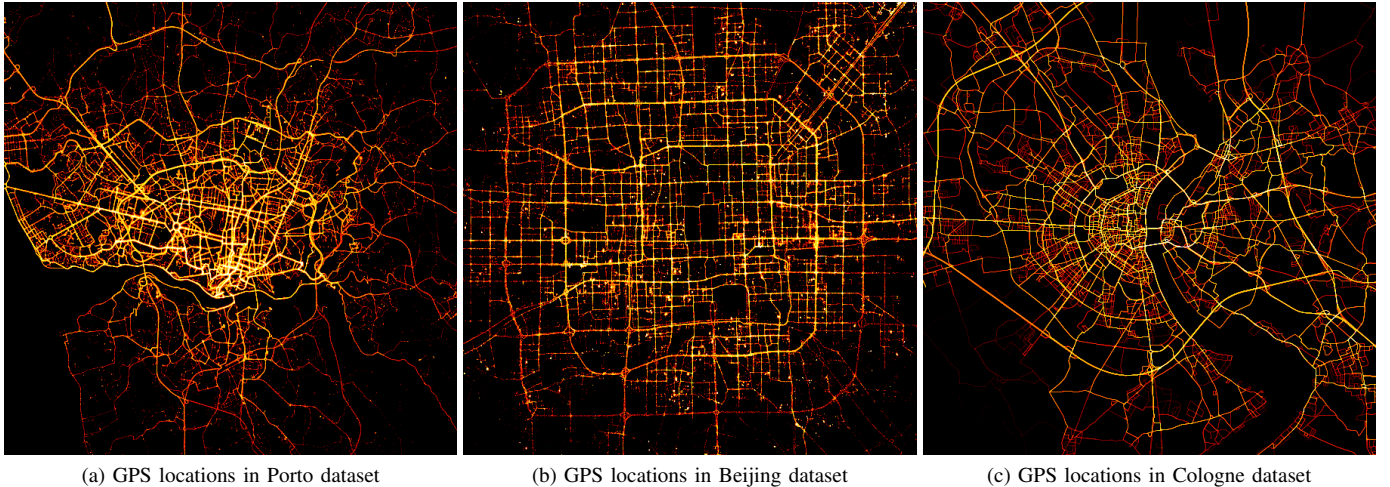 (a) GPS locations in Porto dataset
(b) GPS locations in Beijing dataset
(c) GPS locations in Cologne dataset